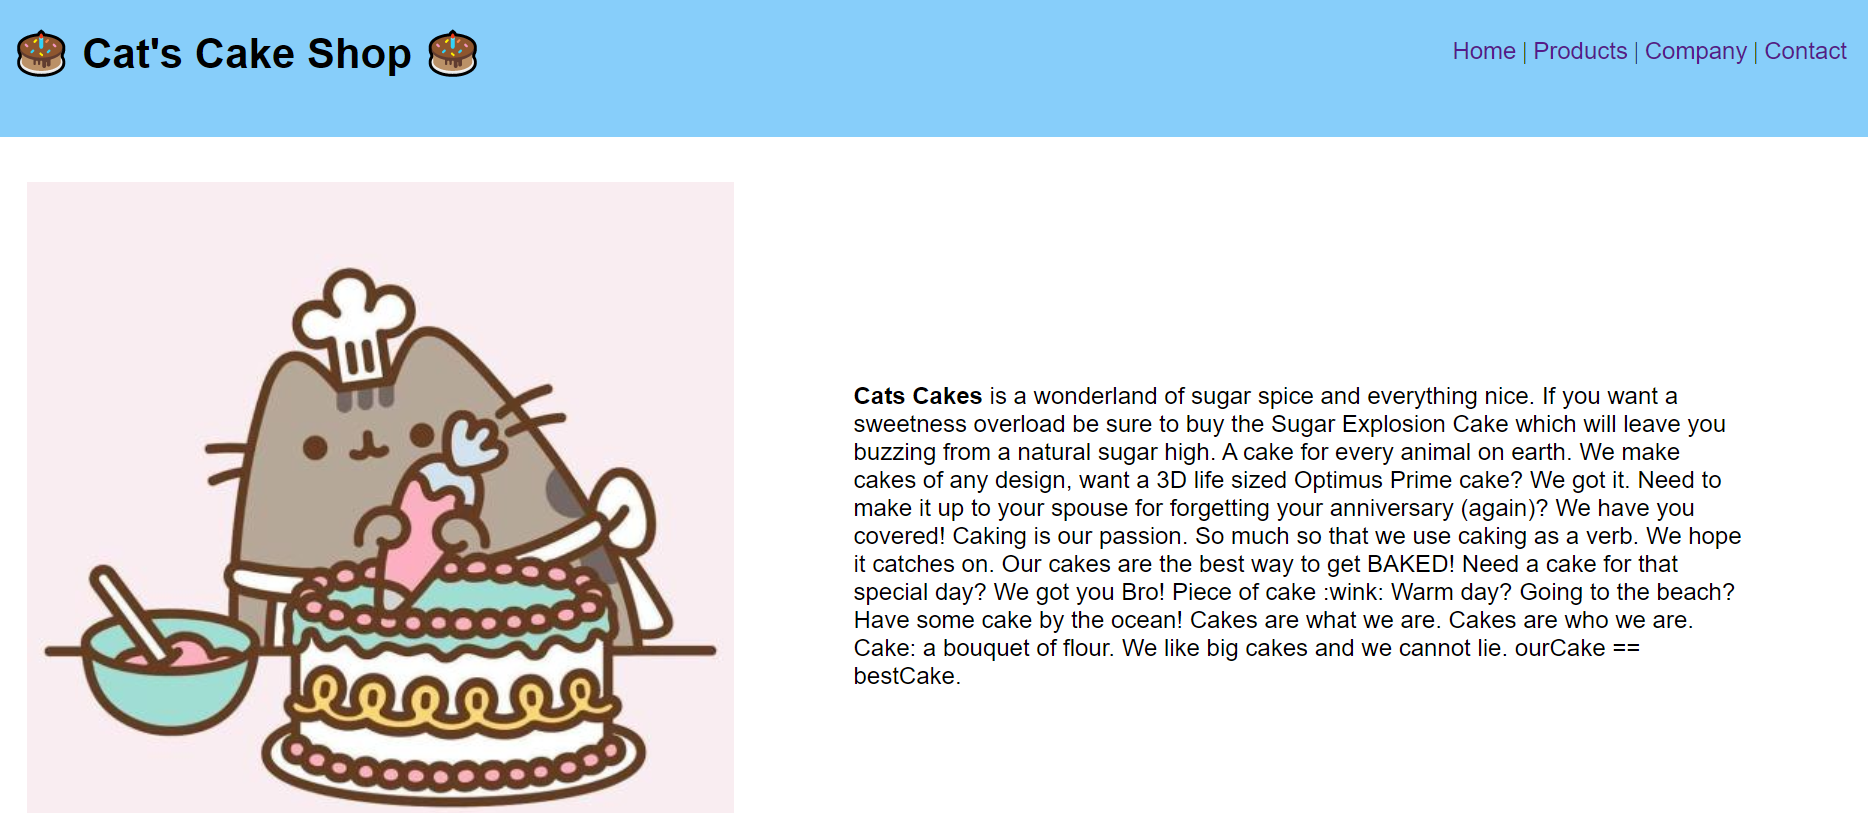 🎂 Cat's Cake Shop 🎂
Home | Products | Company | Contact
Cats Cakes is a wonderland of sugar spice and everything nice. If you want a
sweetness overload be sure to buy the Sugar Explosion Cake which will leave you
buzzing from a natural sugar high. A cake for every animal on earth. We make
cakes of any design, want a 3D life sized Optimus Prime cake? We got it. Need to
make it up to your spouse for forgetting your anniversary (again)? We have you
covered! Caking is our passion. So much so that we use caking as a verb. We hope
it catches on. Our cakes are the best way to get BAKED! Need a cake for that
special day? We got you Bro! Piece of cake :wink: Warm day? Going to the beach?
Have some cake by the ocean! Cakes are what we are. Cakes are who we are.
Cake: a bouquet of flour. We like big cakes and we cannot lie. ourCake ==
bestCake.